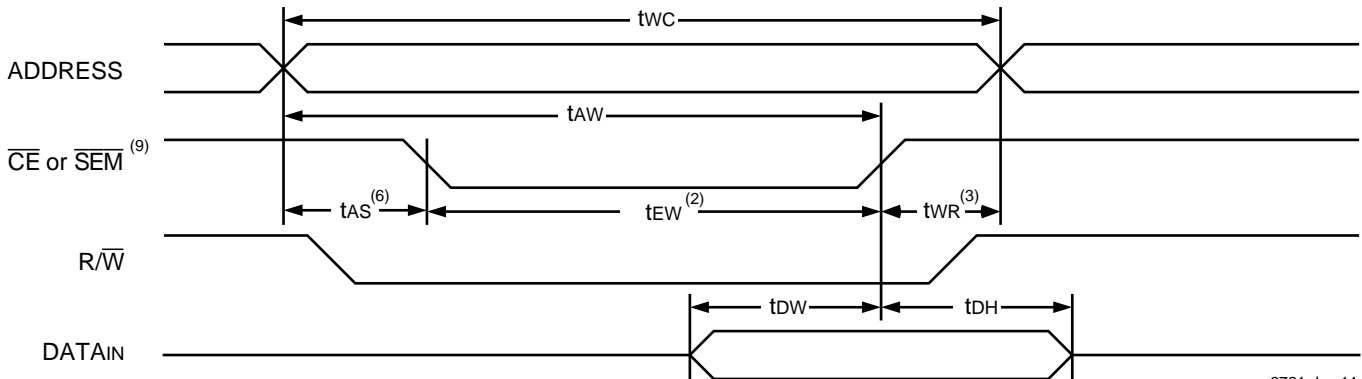 tWC
ADDRESS
tAW
CE or SEM (9)
tAS(6)
tEW (2)
tWR(3)
R/W
tDW
tDH
DATAIN